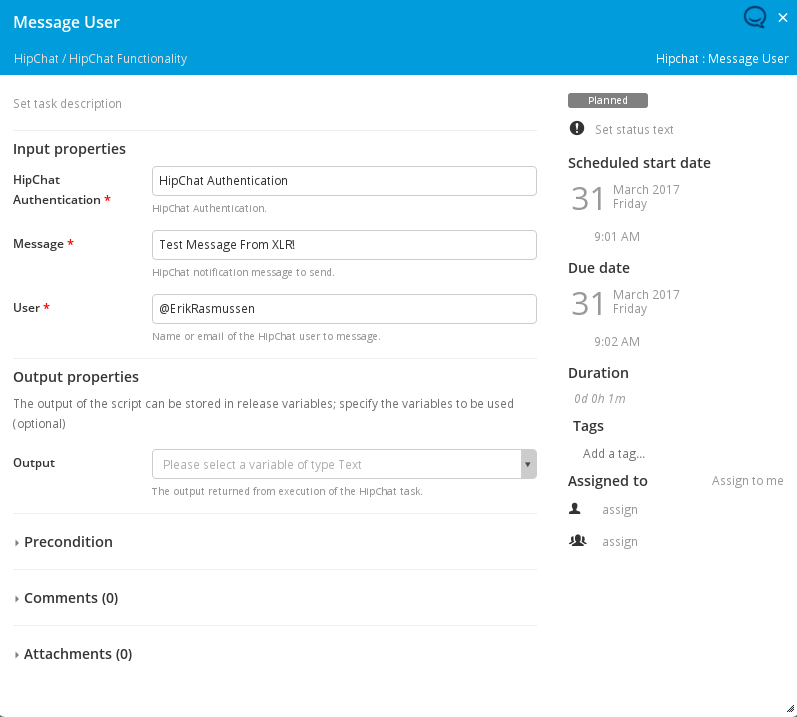 Message User
HipChat / HipChat Functionality
Hipchat : Message User
Set task description
Input properties
HipChat
Authentication *
HipChat Authentication
HipChat Authentication.
Message *
Test Message From XLR!
HipChat notification message to send.
User *
@ErikRasmussen
Name or email of the HipChat user to message.
Output properties
The output of the script can be stored in release variables; specify the variables to be used
(optional)
Output
Please select a variable of type Text
The output returned from execution of the HipChat task.
Precondition
Comments (0)
Attachments (0)
Planned
Set status text
Scheduled start date
31 March 2017
Friday
9:01 AM
Due date
31 March 2017
Friday
9:02 AM
Duration
0d 0h 1m
Tags
Add a tag...
Assigned to
Assign to me
assign
assign